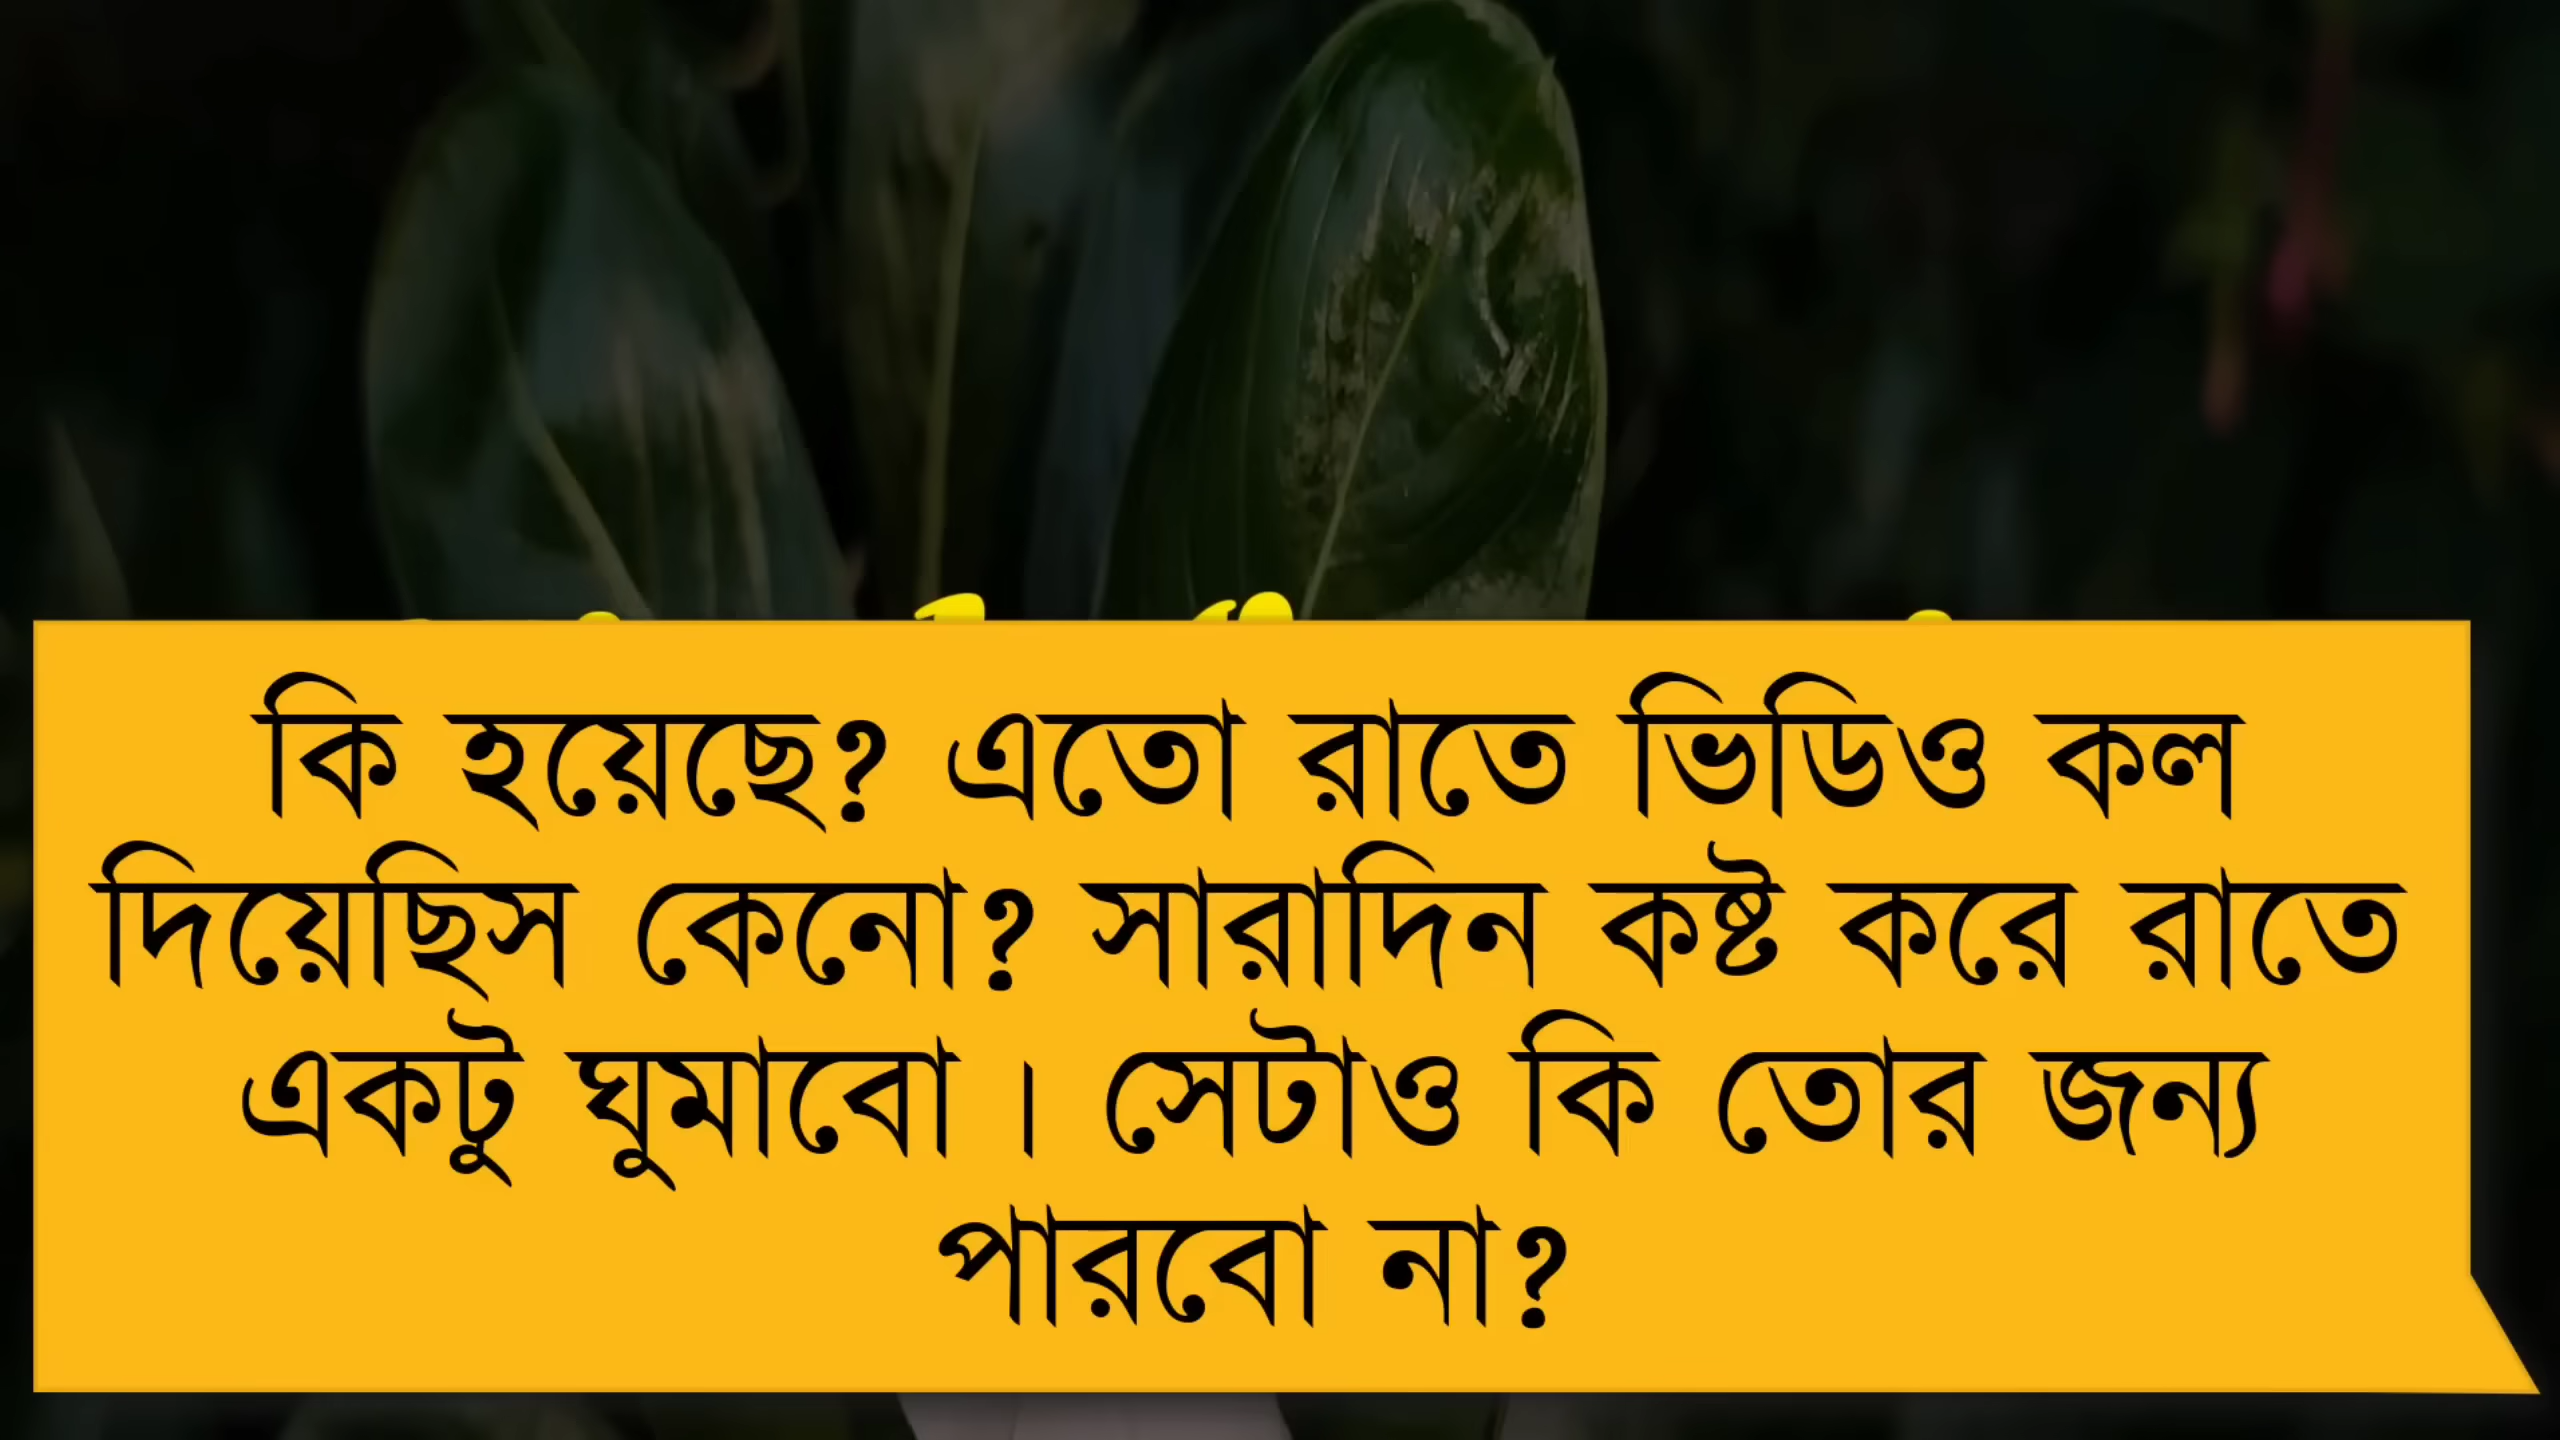 কি হয়েছে? এতো রাতে ভিডিও কল
দিয়েছিস কেনো? সারাদিন কষ্ট করে রাতে
একটু ঘুমাবো। সেটাও কি তোর জন্য
পারবো না?